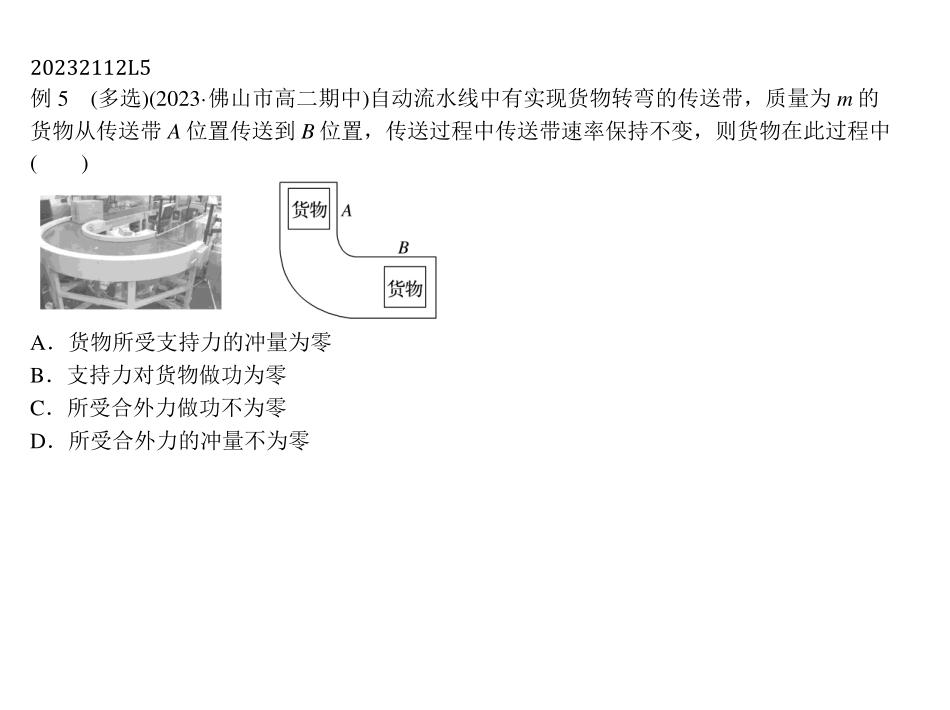 20232112L5
例 5　(多选)(2023·佛山市高二期中)自动流水线中有实现货物转弯的传送带，质量为 m 的
货物从传送带 A 位置传送到 B 位置，传送过程中传送带速率保持不变，则货物在此过程中
(　　)
货物 A
B
货物
A．货物所受支持力的冲量为零
B．支持力对货物做功为零
C．所受合外力做功不为零
D．所受合外力的冲量不为零